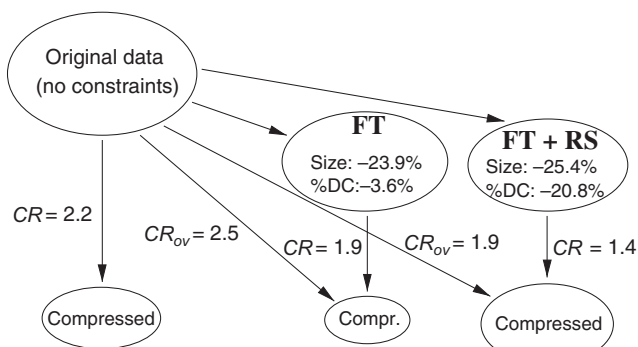 Original data
(no constraints)
FT
Size: –23.9%
%DC:–3.6%
FT + RS
Size: –25.4%
%DC: –20.8%
CR = 2.2
CRov = 2.5
CR = 1.9
CRov = 1.9
CR = 1.4
Compressed
Compr.
Compressed